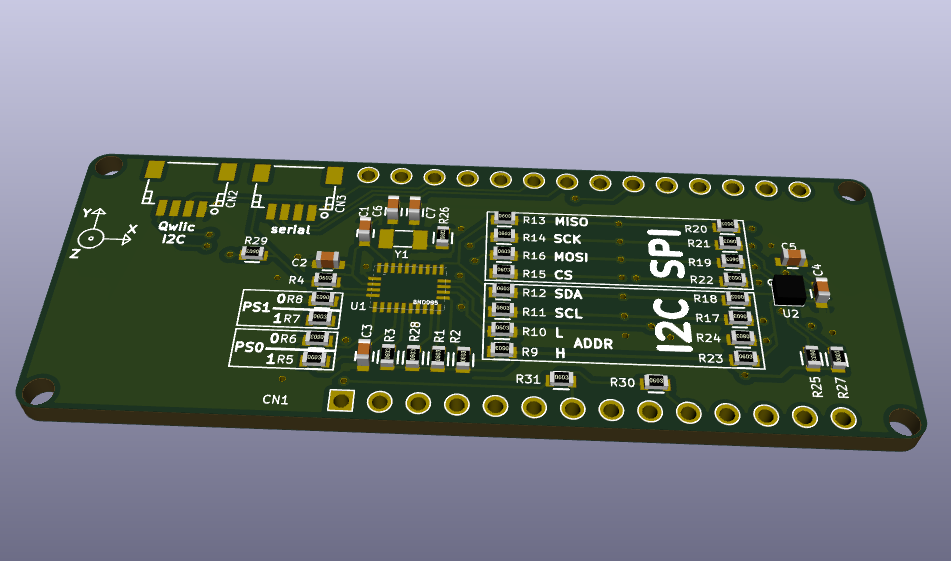 CN2
CN3
Qwiic
I2C
serial
Y
X
Z
R29
C1
C6
C7
R26
Y1
C2
R4
U1
BNO085
PS1
0 R8
1 R7
PS0
0 R6
1 R5
C3
R3
R28
R1
R2
CN1
R13 MISO
R14 SCK
R16 MOSI
R15 CS
SPI
R20
R21
R19
R22
R12 SDA
R11 SCL
R10 L
ADDR
R9 H
I2C
R18
R17
R24
R23
R31
R30
C5
C4
U2
R25
R27